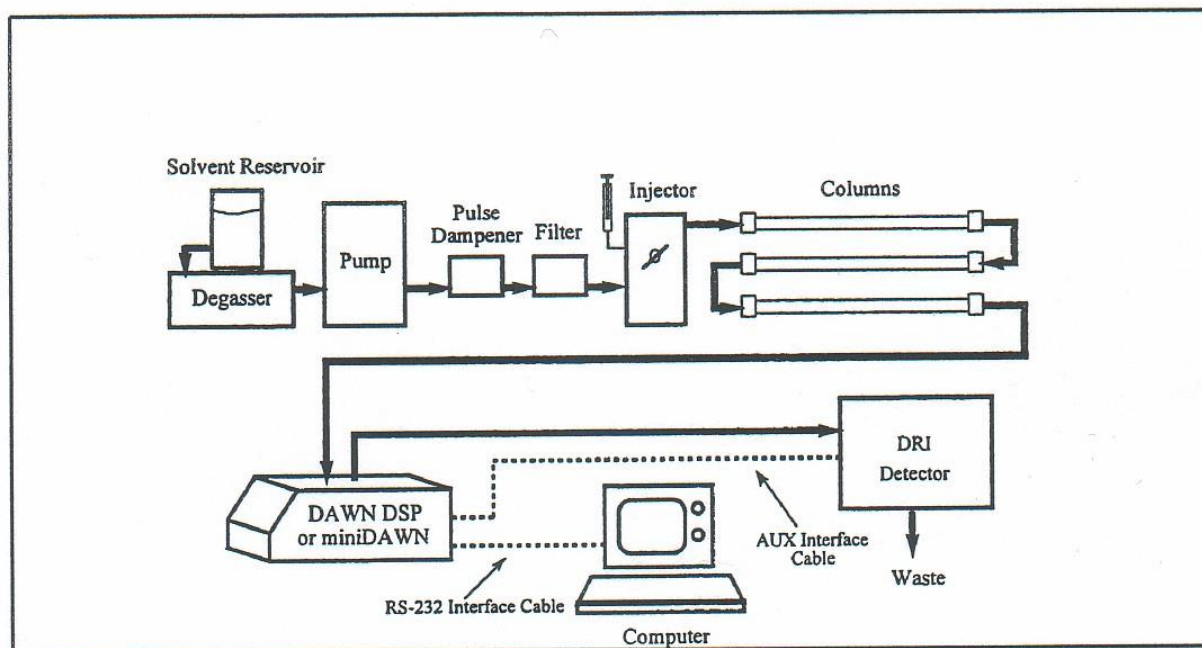 Solvent Reservoir
Degasser
Pump
Pulse
Dampener
Filter
Injector
Columns
DAWN DSP
or miniDAWN
DRI
Detector
AUX Interface
Cable
Waste
RS-232 Interface Cable
Computer